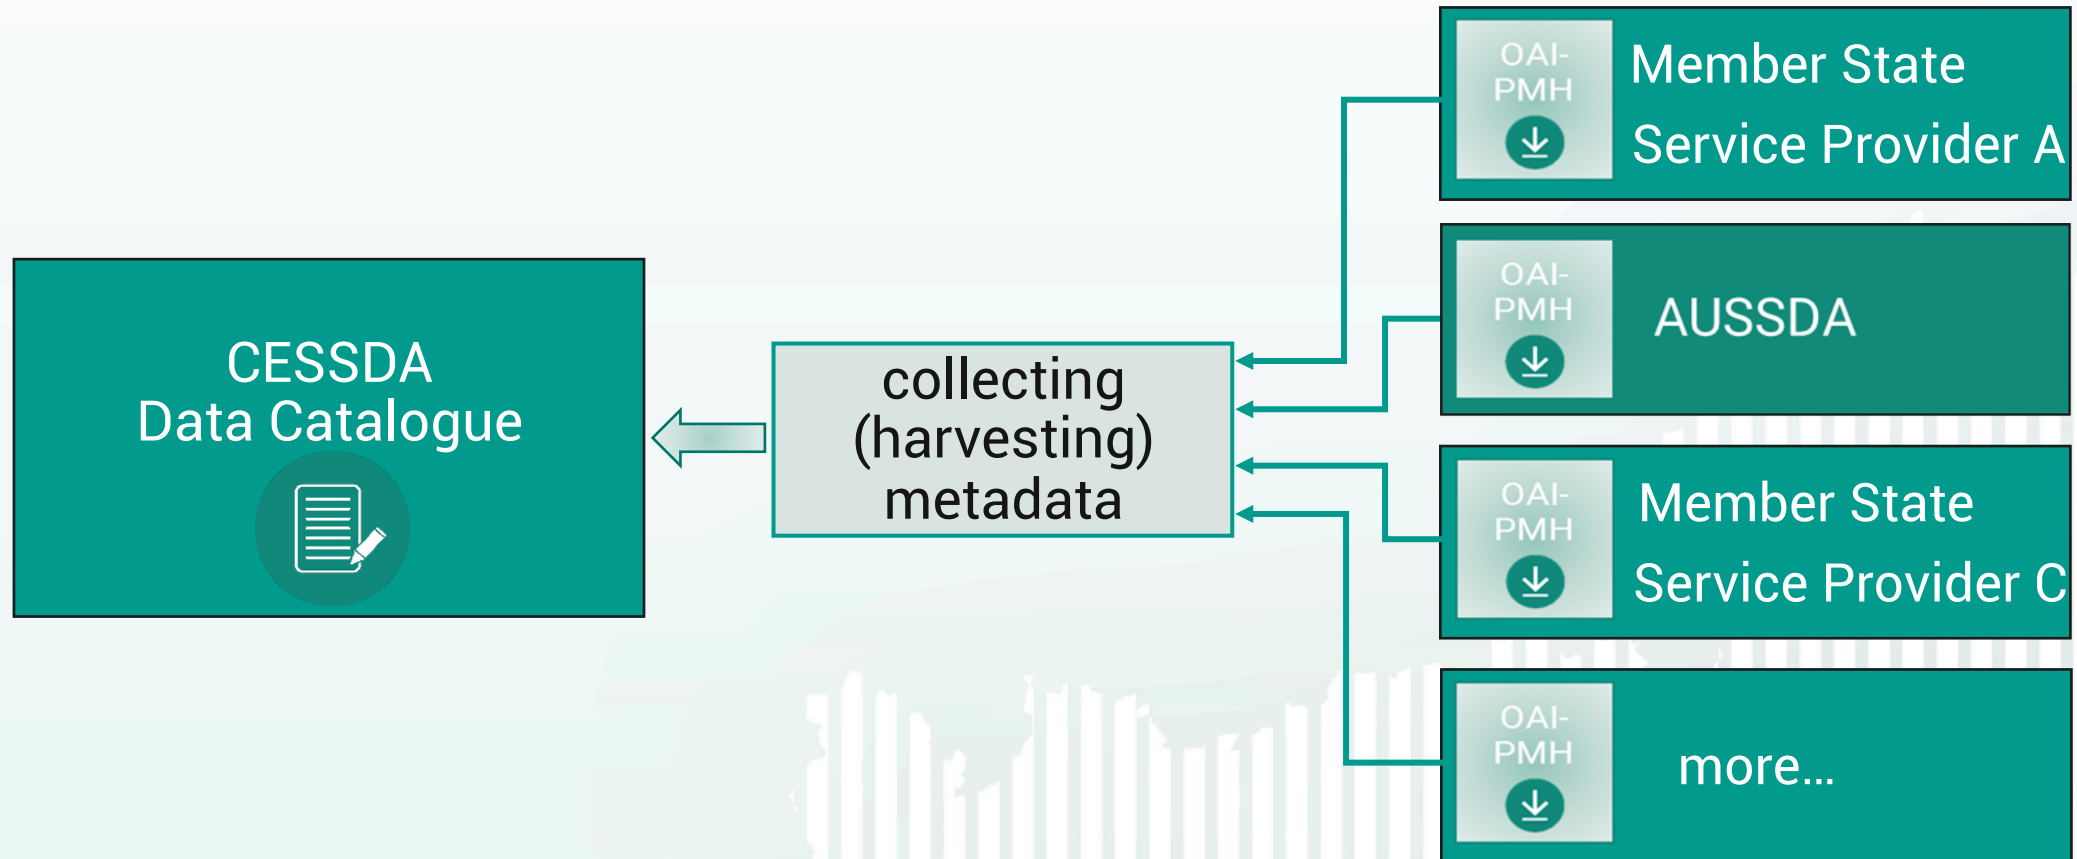 CESSDA
Data Catalogue
collecting
(harvesting)
metadata
OAI-
PMH
Member State
Service Provider A
OAI-
PMH
AUSSDA
OAI-
PMH
Member State
Service Provider C
OAI-
PMH
more...